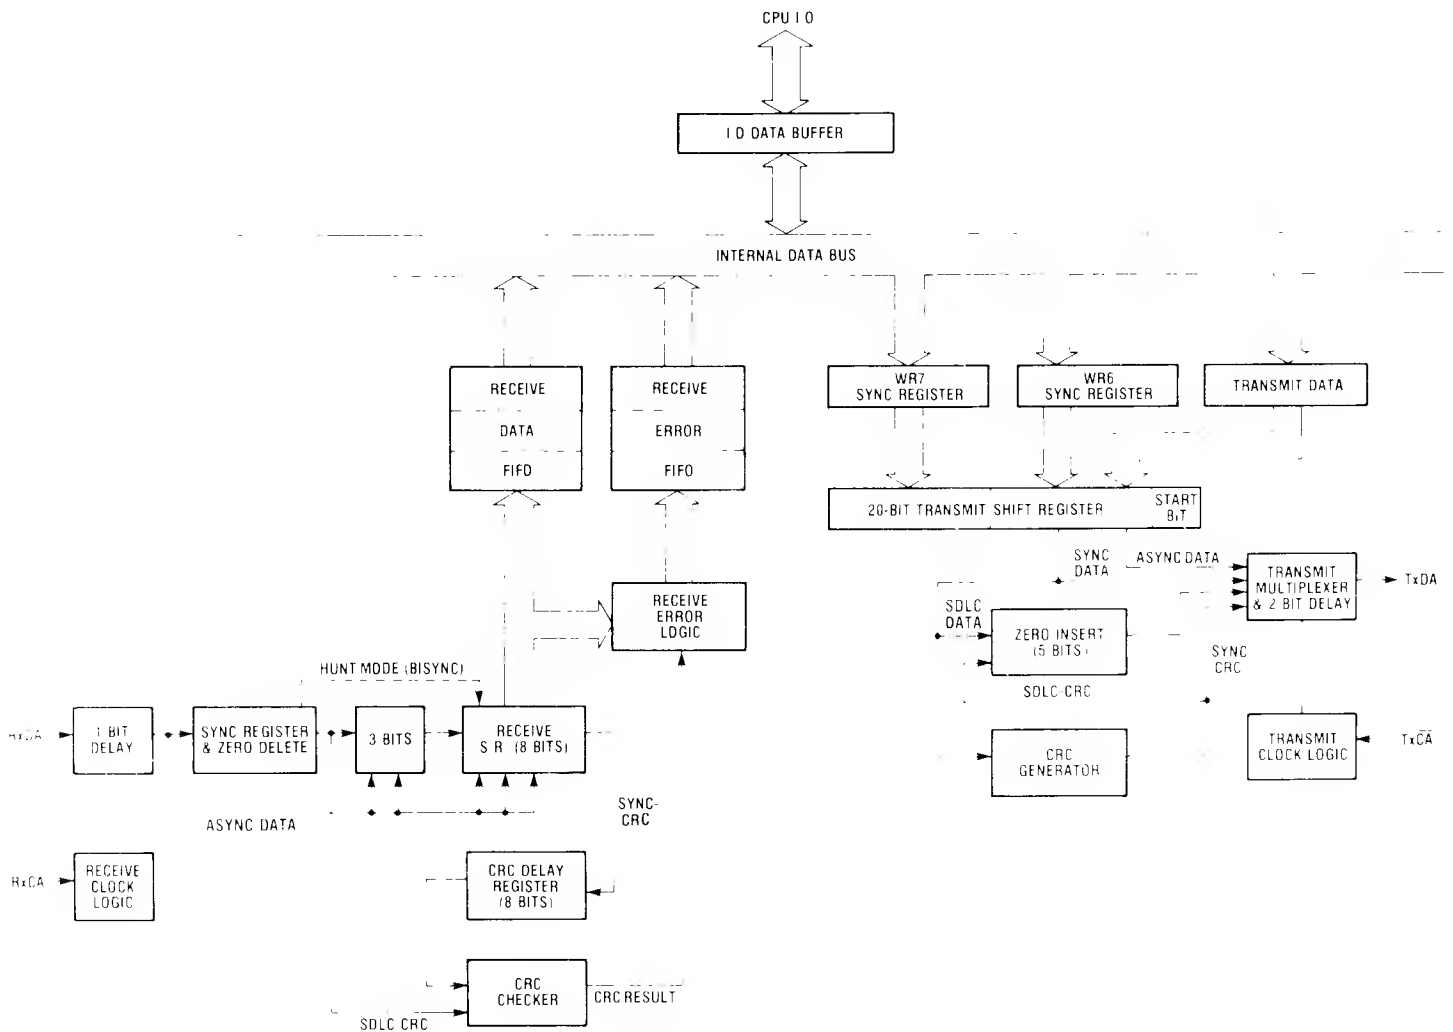 CPU I O
I O DATA BUFFER
INTERNAL DATA BUS
RECEIVE
DATA
FIFO
RECEIVE
ERROR
FIFO
WR7
SYNC REGISTER
WR6
SYNC REGISTER
TRANSMIT DATA
20-BIT TRANSMIT SHIFT REGISTER
START
BIT
SYNC
DATA
ASYNC DATA
TRANSMIT
MULTIPLEXER
& 2 BIT DELAY
TxDA
SDLC
DATA
ZERO INSERT
(5 BITS)
SYNC
CRC
SDLC-CRC
RECEIVE
ERROR
LOGIC
HUNT MODE (BISYNC)
RxDA
1 BIT
DELAY
SYNC REGISTER
& ZERO DELETE
3 BITS
RECEIVE
S R (8 BITS)
CRC
GENERATOR
TRANSMIT
CLOCK LOGIC
TxCA
ASYNC DATA
SYNC-
CRC
RxCA
RECEIVE
CLOCK
LOGIC
CRC DELAY
REGISTER
(8 BITS)
CRC
CHECKER
CRC RESULT
SDLC CRC